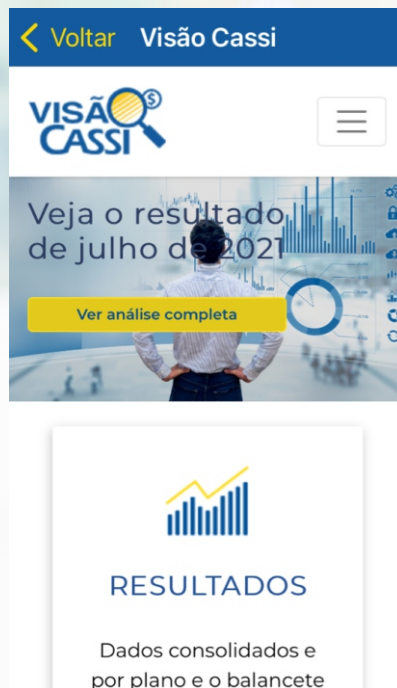 Voltar Visão Cassi
VISÃO
CASSI
Veja o resultado
de julho de 2021
Ver análise completa
RESULTADOS
Dados consolidados e
por plano e o balancete